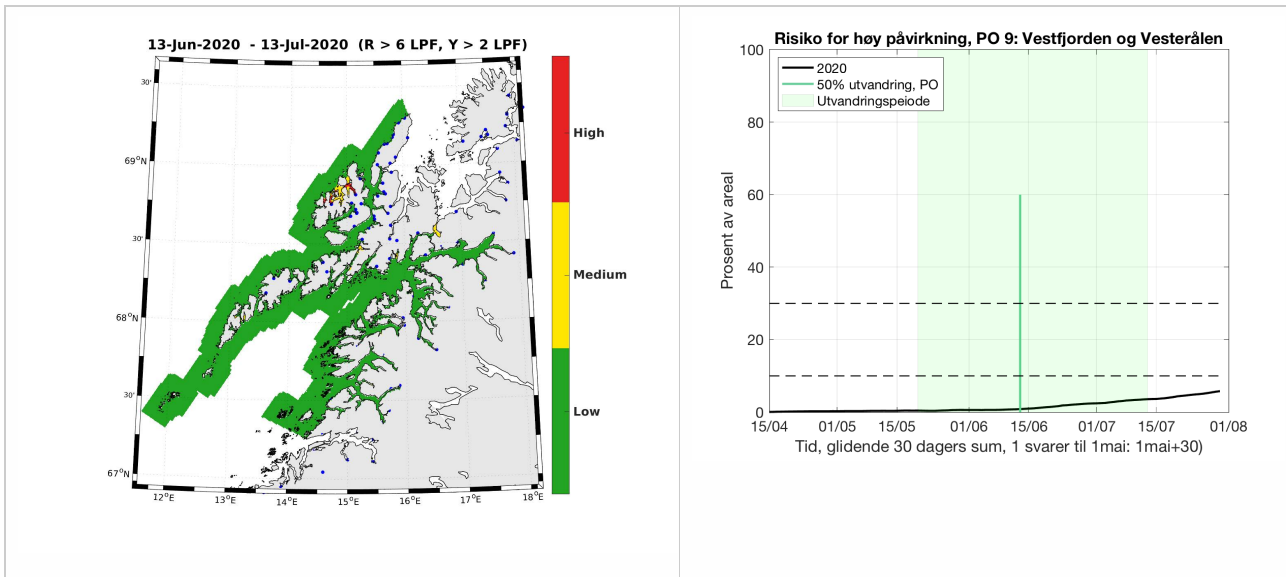 13-Jun-2020 - 13-Jul-2020 (R > 6 LPF, Y > 2 LPF)
30'
69°N
30'
68°N
30'
67°N
12°E
13°E
14°E
15°E
16°E
17°E
18°E
High
Medium
Low
Risiko for høy påvirkning, PO 9: Vestfjorden og Vesterålen
2020
50% utvandring, PO
Utvandringspeiode
Prosent av areal
100
80
60
40
20
0
15/04
01/05
15/05
01/06
15/06
01/07
15/07
01/08
Tid, glidende 30 dagers sum, 1 svarer til 1mai: 1mai+30)